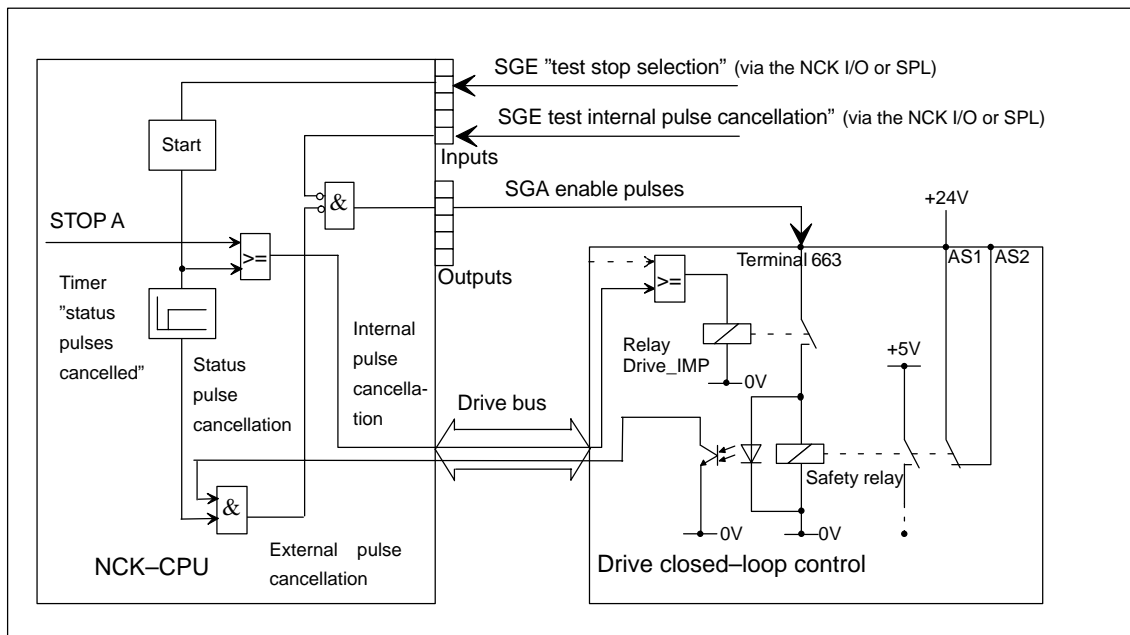 SGE ”test stop selection” (via the NCK I/O or SPL)
SGE test internal pulse cancellation” (via the NCK I/O or SPL)
Start
Inputs
&
SGA enable pulses
+24V
STOP A
>=
Outputs
Terminal 663
AS1
AS2
>=
Timer
”status
pulses
cancelled”
Status
pulse
cancellation
Internal
pulse
cancella-
tion
Relay
Drive_IMP
0V
+5V
Drive bus
Safety relay
&
0V
0V
External pulse
cancellation
NCK–CPU
Drive closed–loop control